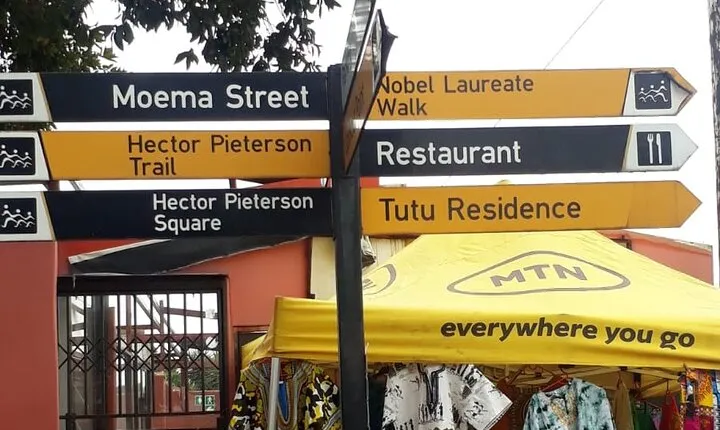 Moema Street
Hector Pieterson
Trail
Hector Pieterson
Square
Nobel Laureate
Walk
Restaurant
Tutu Residence
MTN
everywhere you go